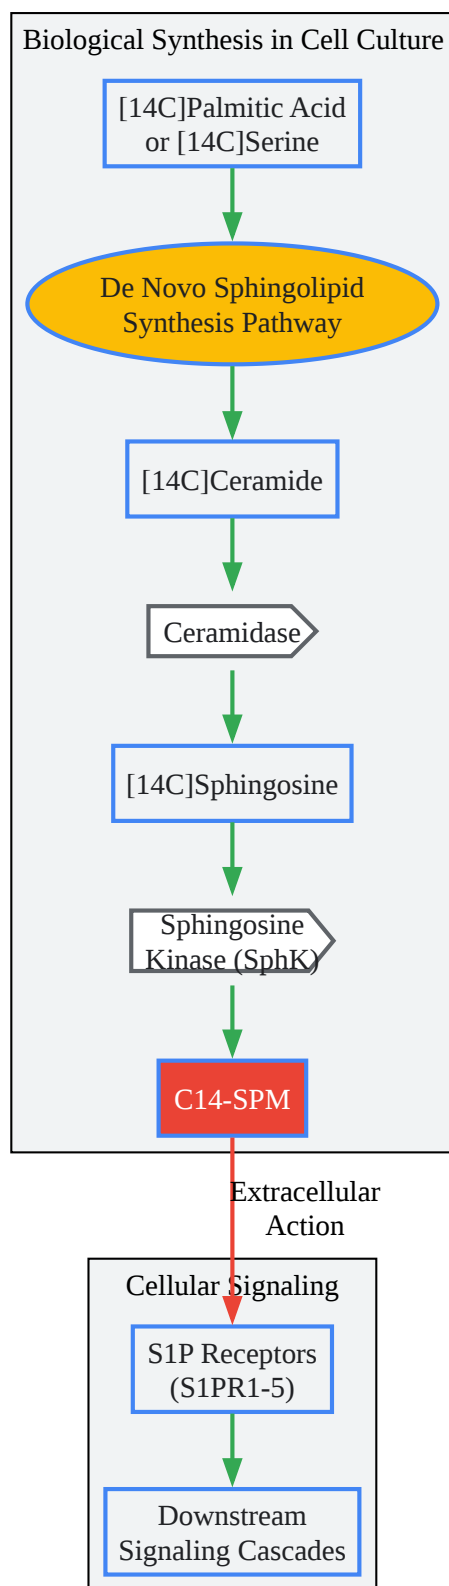 Biological Synthesis in Cell Culture
[14C]Palmitic Acid
or [14C]Serine
De Novo Sphingolipid
Synthesis Pathway
[14C]Ceramide
Ceramidase
[14C]Sphingosine
Sphingosine
Kinase (SphK)
C14-SPM
Extracellular
Action
Cellular Signaling
S1P Receptors
(S1PR1-5)
Downstream
Signaling Cascades